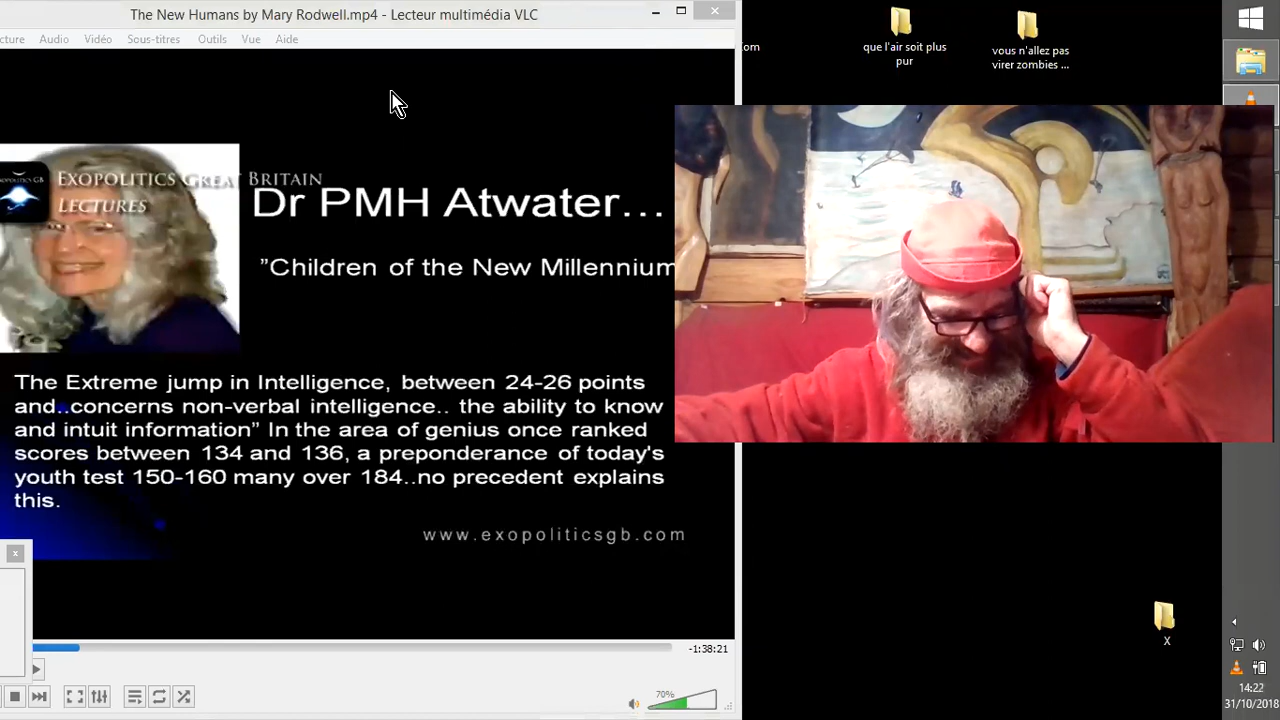 The New Humans by Mary Rodwell.mp4 - Lecteur multimédia VLC
cture Audio Vidéo Sous-titres Outils Vue Aide
EXOPOLITICS GB
EXOPOLITICS GREAT BRITAIN
LECTURES
Dr PMH Atwater...
"Children of the New Millennium
The Extreme jump in Intelligence, between 24-26 points
and..concerns non-verbal intelligence.. the ability to know
and intuit information" In the area of genius once ranked
scores between 134 and 136, a preponderance of today's
youth test 150-160 many over 184..no precedent explains
this.
www.exopoliticsgb.com
-1:38:21
70%
Com
que l'air soit plus
pur
vous n'allez pas
virer zombies ...
X
14:22
31/10/2018